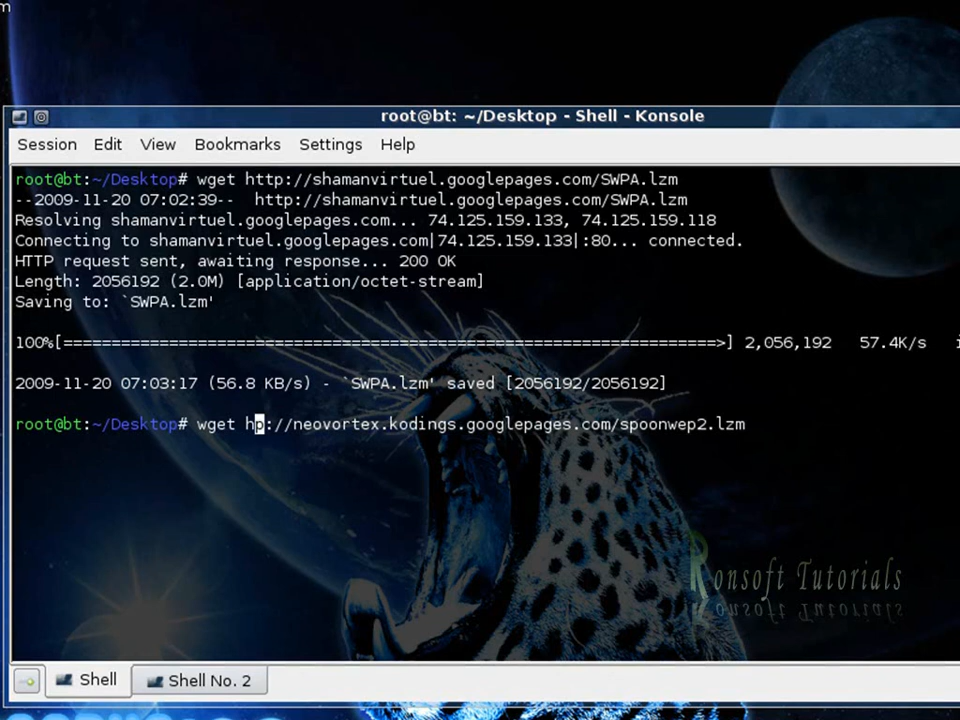 m
root@bt: ~/Desktop - Shell - Konsole
Session Edit View Bookmarks Settings Help
root@bt:~/Desktop# wget http://shamanvirtuel.googlepages.com/SWPA.lzm
--2009-11-20 07:02:39-- http://shamanvirtuel.googlepages.com/SWPA.lzm
Resolving shamanvirtuel.googlepages.com... 74.125.159.133, 74.125.159.118
Connecting to shamanvirtuel.googlepages.com|74.125.159.133|:80... connected.
HTTP request sent, awaiting response... 200 OK
Length: 2056192 (2.0M) [application/octet-stream]
Saving to: `SWPA.lzm'
100%[====================================================================>] 2,056,192 57.4K/s i
2009-11-20 07:03:17 (56.8 KB/s) - `SWPA.lzm' saved [2056192/2056192]
root@bt:~/Desktop# wget hp://neovortex.kodings.googlepages.com/spoonwep2.lzm
Ronsoft Tutorials
Shell Shell No. 2